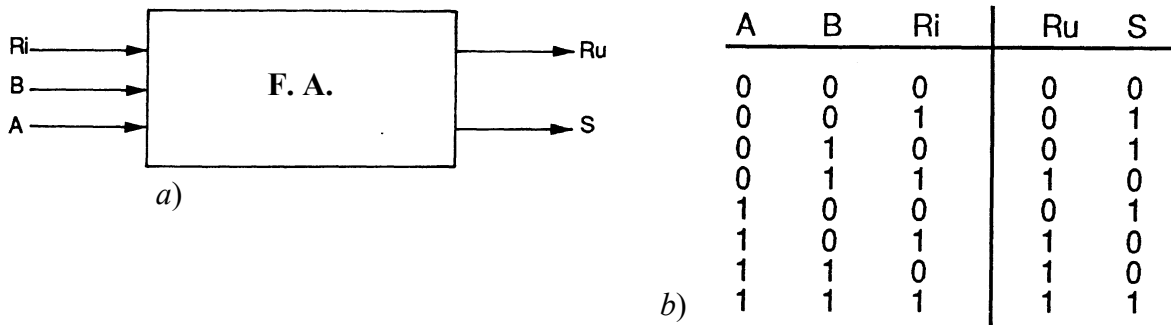 Ri
B
A
F. A.
Ru
S
a)
A B Ri Ru S
0 0 0 0 0
0 0 1 0 1
0 1 0 0 1
0 1 1 1 0
1 0 0 0 1
1 0 1 1 0
1 1 0 1 0
1 1 1 1 1
b)